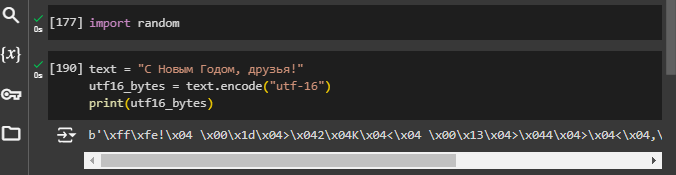 [177] import random
{x}
0s
[190] text = "С Новым Годом, друзья!"
0s
utf16_bytes = text.encode("utf-16")
print(utf16_bytes)
b'\xff\xfe!\x04 \x00\x1d\x04>\x042\x04K\x04<\x04 \x00\x13\x04>\x044\x04>\x04<\x04,\